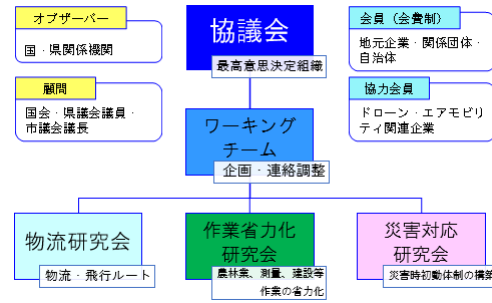 オブザーバー
国・県関係機関
顧問
国会・県議会議員・
市議会議長
協議会
最高意思決定組織
会員（会費制）
地元企業・関係団体・
自治体
協力会員
ドローン・エアモビリ
ティ関連企業
ワーキング
チーム
企画・連絡調整
物流研究会
物流・飛行ルート
作業省力化
研究会
農林業、測量、建設等
作業の省力化
災害対応
研究会
災害時初動体制の構築